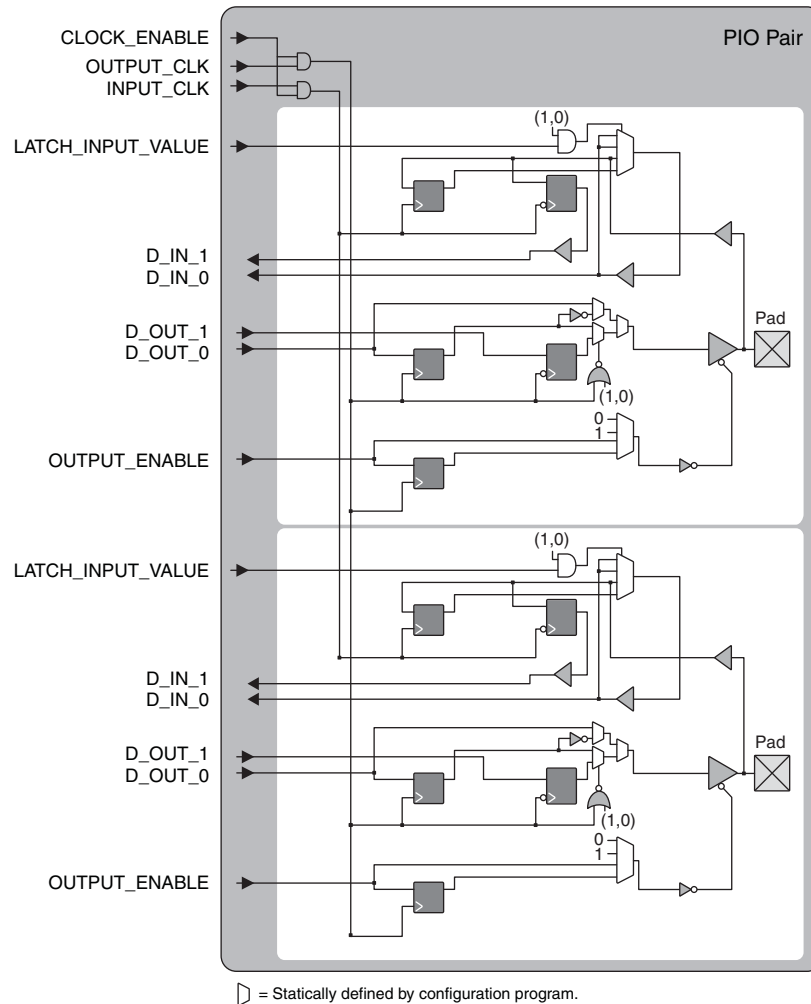 PIO Pair
CLOCK_ENABLE
OUTPUT_CLK
INPUT_CLK
(1,0)
LATCH_INPUT_VALUE
D_IN_1
D_IN_0
D_OUT_1
D_OUT_0
Pad
(1,0)
0
1
OUTPUT_ENABLE
(1,0)
LATCH_INPUT_VALUE
D_IN_1
D_IN_0
D_OUT_1
D_OUT_0
Pad
(1,0)
0
1
OUTPUT_ENABLE
= Statically defined by configuration program.